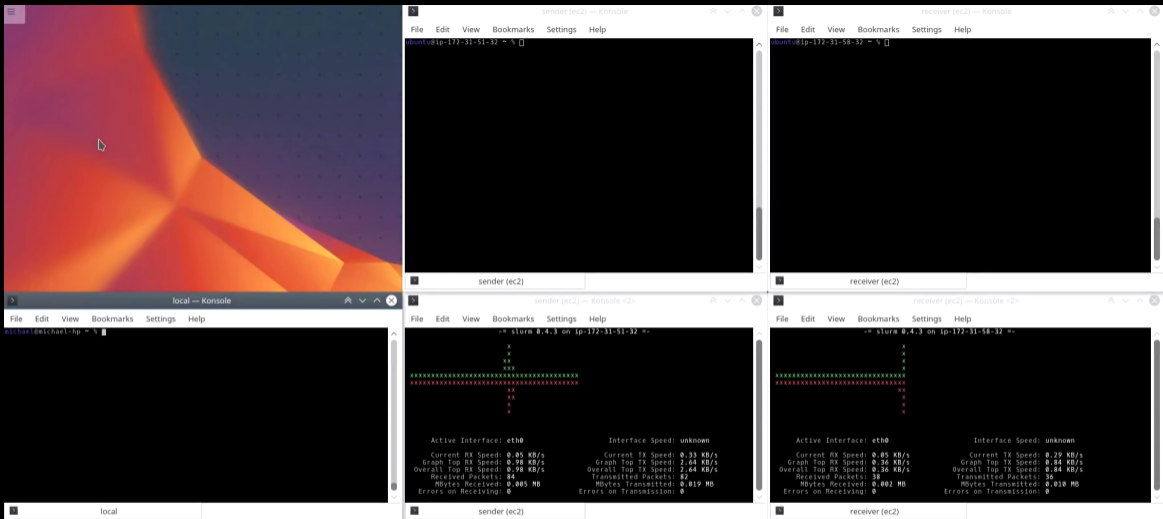 sender (ec2) — Konsole
File Edit View Bookmarks Settings Help
ubuntu@ip-172-31-51-32 ~ %
sender (ec2)
receiver (ec2) — Konsole
File Edit View Bookmarks Settings Help
ubuntu@ip-172-31-58-32 ~ %
receiver (ec2)
local — Konsole
File Edit View Bookmarks Settings Help
michael@michael-hp ~ %
local
sender (ec2) — Konsole <2>
File Edit View Bookmarks Settings Help
-= slurm 0.4.3 on ip-172-31-51-32 =-
Active Interface: eth0 Interface Speed: unknown
Current RX Speed: 0.05 KB/s Current TX Speed: 0.33 KB/s
Graph Top RX Speed: 0.98 KB/s Graph Top TX Speed: 2.64 KB/s
Overall Top RX Speed: 0.98 KB/s Overall Top TX Speed: 2.64 KB/s
Received Packets: 84 Transmitted Packets: 82
MBytes Received: 0.005 MB MBytes Transmitted: 0.019 MB
Errors on Receiving: 0 Errors on Transmission: 0
sender (ec2)
receiver (ec2) — Konsole <2>
File Edit View Bookmarks Settings Help
-= slurm 0.4.3 on ip-172-31-58-32 =-
Active Interface: eth0 Interface Speed: unknown
Current RX Speed: 0.05 KB/s Current TX Speed: 0.29 KB/s
Graph Top RX Speed: 0.36 KB/s Graph Top TX Speed: 0.84 KB/s
Overall Top RX Speed: 0.36 KB/s Overall Top TX Speed: 0.84 KB/s
Received Packets: 38 Transmitted Packets: 36
MBytes Received: 0.002 MB MBytes Transmitted: 0.010 MB
Errors on Receiving: 0 Errors on Transmission: 0
receiver (ec2)